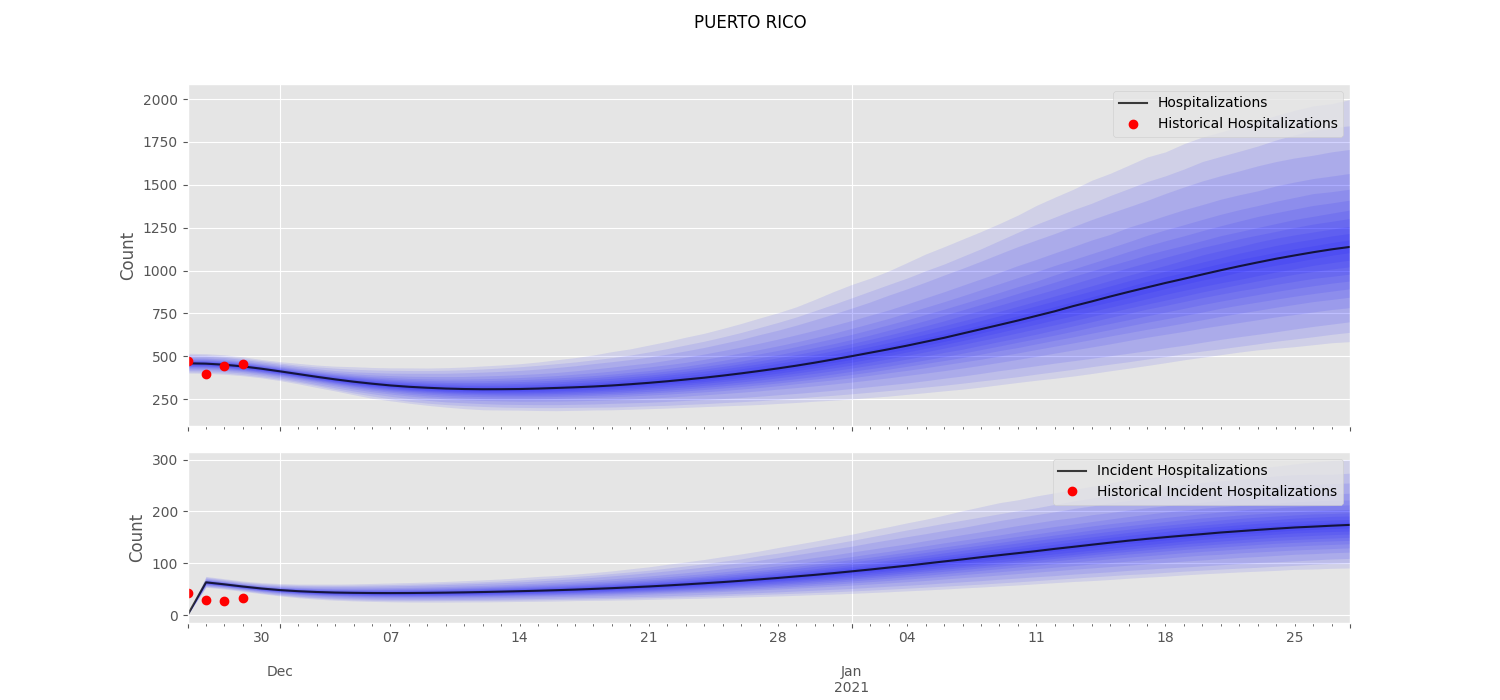 PUERTO RICO
2000
1750
1500
1250
1000
750
500
250
Count
Hospitalizations
Historical Hospitalizations
300
200
100
0
Count
Incident Hospitalizations
Historical Incident Hospitalizations
30 07 14 21 28 04 11 18 25
Dec Jan
2021